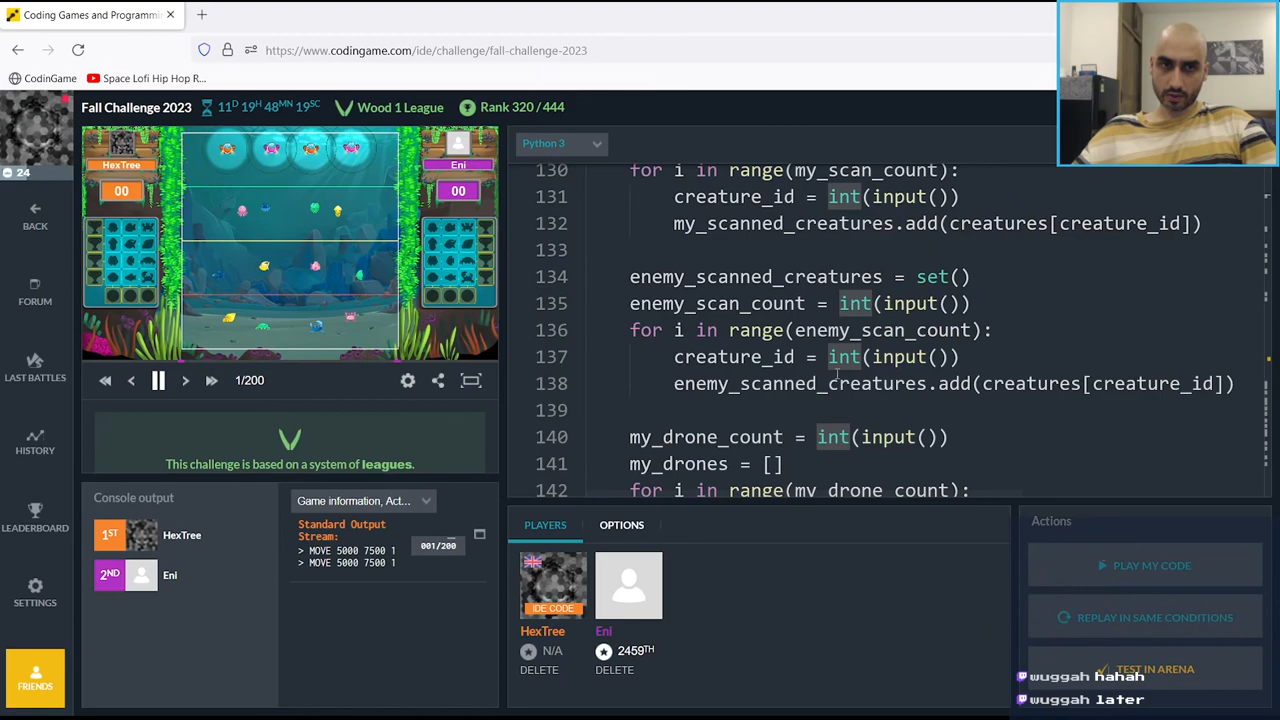 Coding Games and Programmi
https://www.codingame.com/ide/challenge/fall-challenge-2023
CodinGame
Space Lofi Hip Hop R...
Fall Challenge 2023
11D 19H 48MN 19SC
Wood 1 League
Rank 320 / 444
24
BACK
FORUM
LAST BATTLES
HISTORY
LEADERBOARD
SETTINGS
FRIENDS
HexTree
00
Eni
00
1/200
This challenge is based on a system of leagues.
Python 3
130 for i in range(my_scan_count):
131 creature_id = int(input())
132 my_scanned_creatures.add(creatures[creature_id])
133
134 enemy_scanned_creatures = set()
135 enemy_scan_count = int(input())
136 for i in range(enemy_scan_count):
137 creature_id = int(input())
138 enemy_scanned_creatures.add(creatures[creature_id])
139
140 my_drone_count = int(input())
141 my_drones = []
142 for i in range(my_drone_count):
Console output
1ST HexTree
2ND Eni
Game information, Act...
Standard Output
Stream:
> MOVE 5000 7500 1
> MOVE 5000 7500 1
001/200
PLAYERS
OPTIONS
IDE CODE
HexTree
N/A
DELETE
Eni
2459TH
DELETE
Actions
PLAY MY CODE
REPLAY IN SAME CONDITIONS
TEST IN ARENA
wuggah hahah
wuggah later